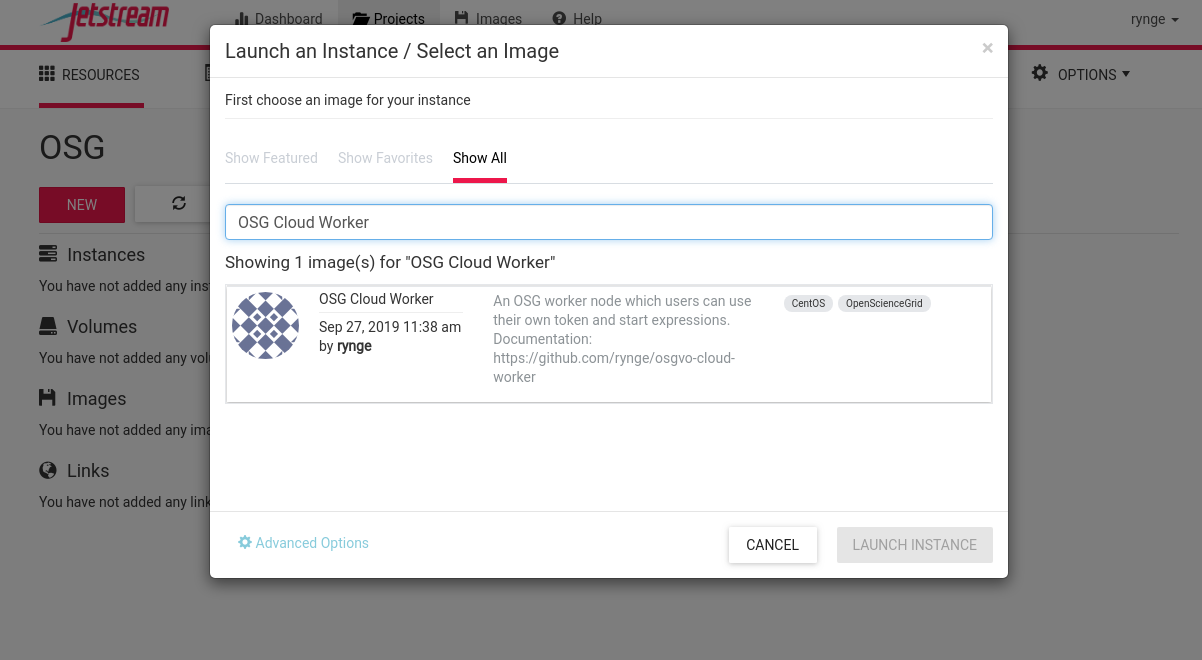 Jetstream
Dashboard Projects Images Help rynge
RESOURCES OPTIONS
Launch an Instance / Select an Image ×
First choose an image for your instance
OSG
Show Featured Show Favorites Show All
NEW
OSG Cloud Worker
Showing 1 image(s) for "OSG Cloud Worker"
Instances
You have not added any ins
Volumes
You have not added any vol
Images
You have not added any ima
Links
You have not added any link
OSG Cloud Worker
Sep 27, 2019 11:38 am
by rynge
An OSG worker node which users can use
their own token and start expressions.
Documentation:
https://github.com/rynge/osgvo-cloud-
worker
CentOS OpenScienceGrid
Advanced Options CANCEL LAUNCH INSTANCE